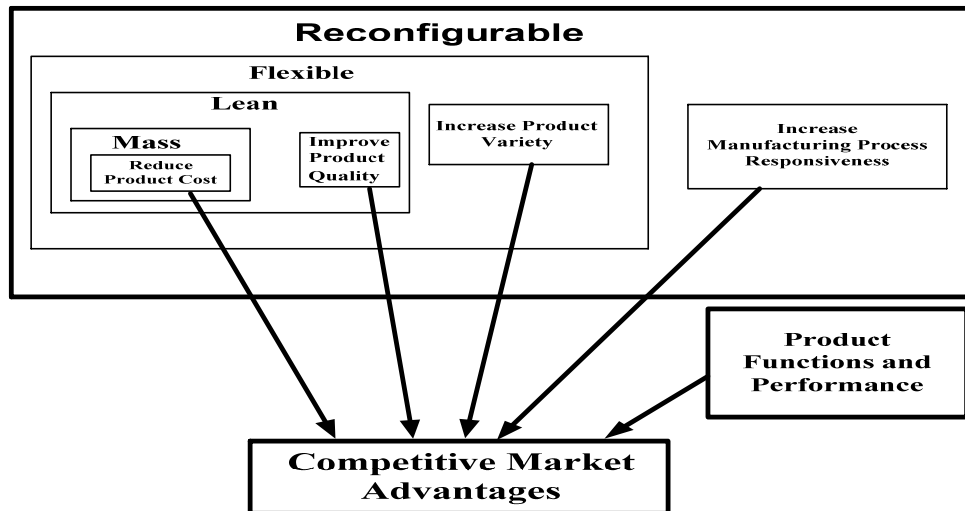 Reconfigurable
Flexible
Lean
Mass
Reduce
Product Cost
Improve
Product
Quality
Increase Product
Variety
Increase
Manufacturing Process
Responsiveness
Product
Functions and
Performance
Competitive Market
Advantages